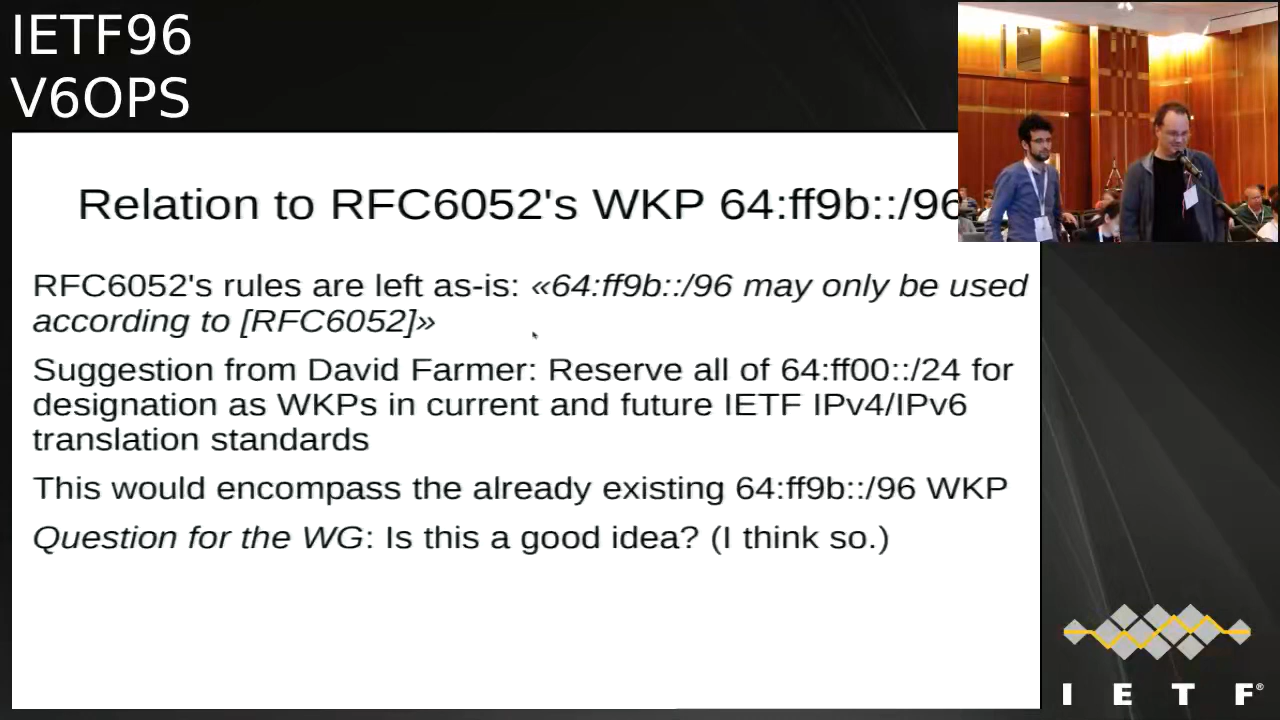 IETF96
V6OPS
Relation to RFC6052's WKP 64:ff9b::/96
RFC6052's rules are left as-is: «64:ff9b::/96 may only be used
according to [RFC6052]»
Suggestion from David Farmer: Reserve all of 64:ff00::/24 for
designation as WKPs in current and future IETF IPv4/IPv6
translation standards
This would encompass the already existing 64:ff9b::/96 WKP
Question for the WG: Is this a good idea? (I think so.)
I E T F®